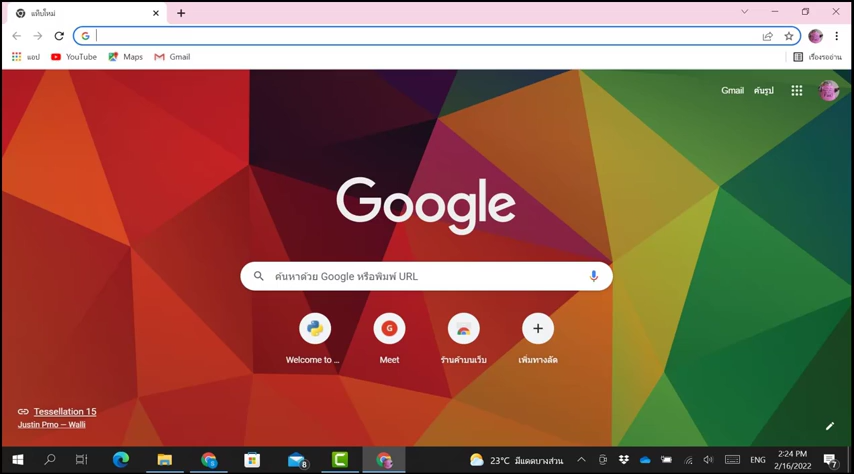 แท็บใหม่
แอป YouTube Maps Gmail เรื่องรออ่าน
Gmail ค้นรูป
Google
ค้นหาด้วย Google หรือพิมพ์ URL
Welcome to ... Meet ร้านค้าบนเว็บ เพิ่มทางลัด
Tessellation 15
Justin Prno — Walli
8 23°C มีแดดบางส่วน ENG 2:24 PM
2/16/2022 7